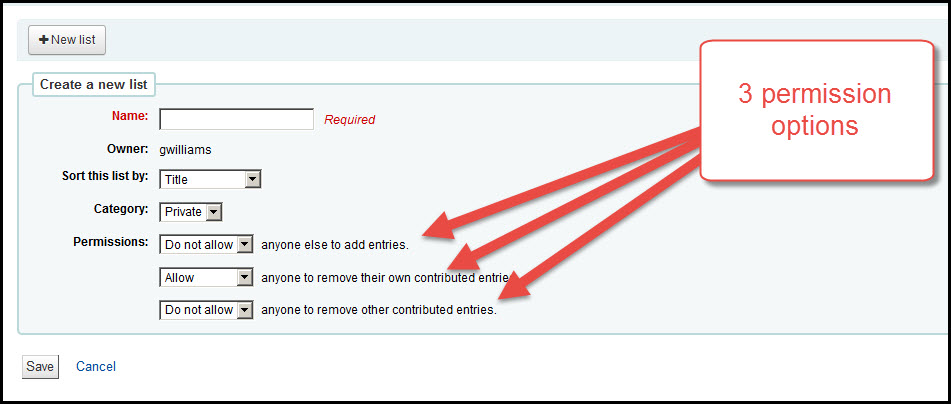 + New list
Create a new list
3 permission
options
Name: Required
Owner: gwilliams
Sort this list by: Title
Category: Private
Permissions: Do not allow anyone else to add entries.
Allow anyone to remove their own contributed entrie
Do not allow anyone to remove other contributed entries.
Save Cancel